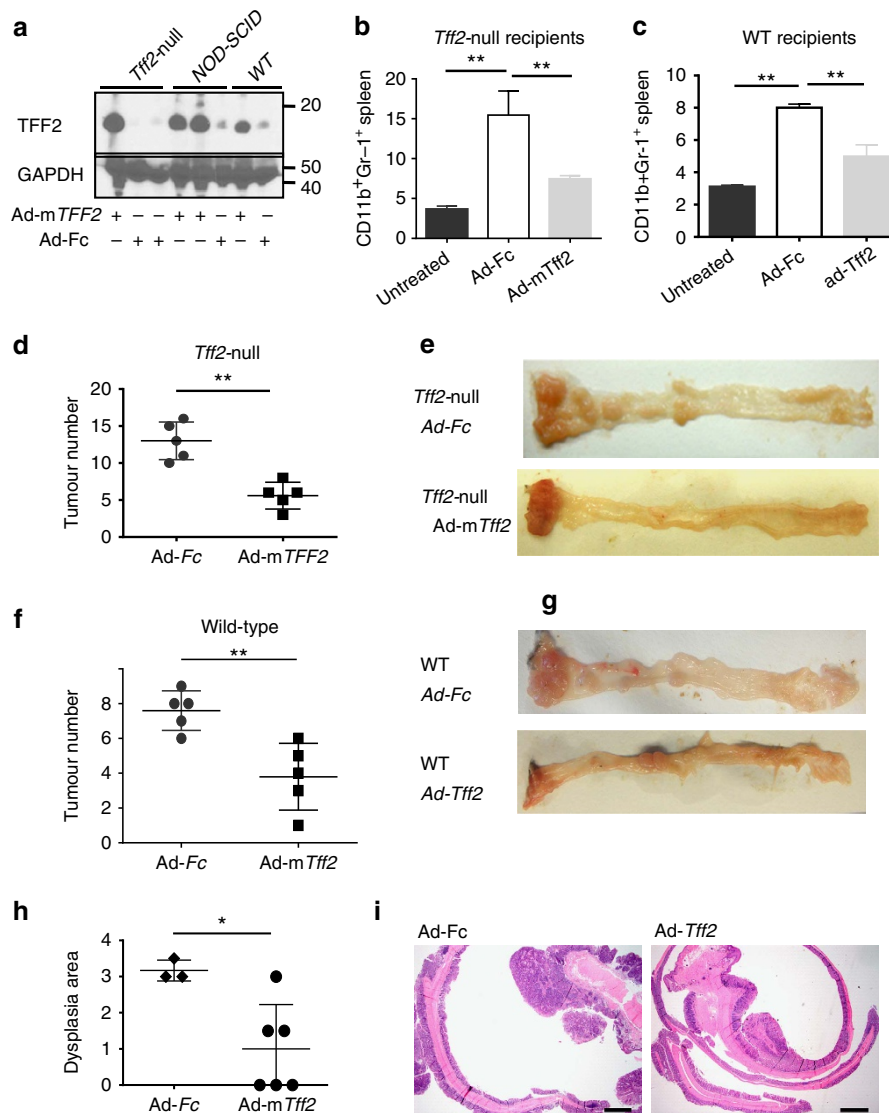 a
Tff2-null
NOD-SCID
WT
TFF2
GAPDH
20
50
40
Ad-mTFF2 + – – + + – + –
Ad-Fc – + + – – + – +
b
Tff2-null recipients
** **
CD11b+Gr–1+ spleen
20
15
10
5
0
Untreated
Ad-Fc
Ad-mTff2
c
WT recipients
** **
CD11b+Gr-1+ spleen
8
6
4
2
0
Untreated
Ad-Fc
ad-Tff2
d
Tff2-null
**
Tumour number
20
15
10
5
0
Ad-Fc
Ad-mTFF2
e
Tff2-null
Ad-Fc
Tff2-null
Ad-mTff2
f
Wild-type
**
Tumour number
8
6
4
2
0
Ad-Fc
Ad-mTff2
g
WT
Ad-Fc
WT
Ad-Tff2
h
*
Dysplasia area
4
3
2
1
0
Ad-Fc
Ad-mTff2
i
Ad-Fc
Ad-Tff2